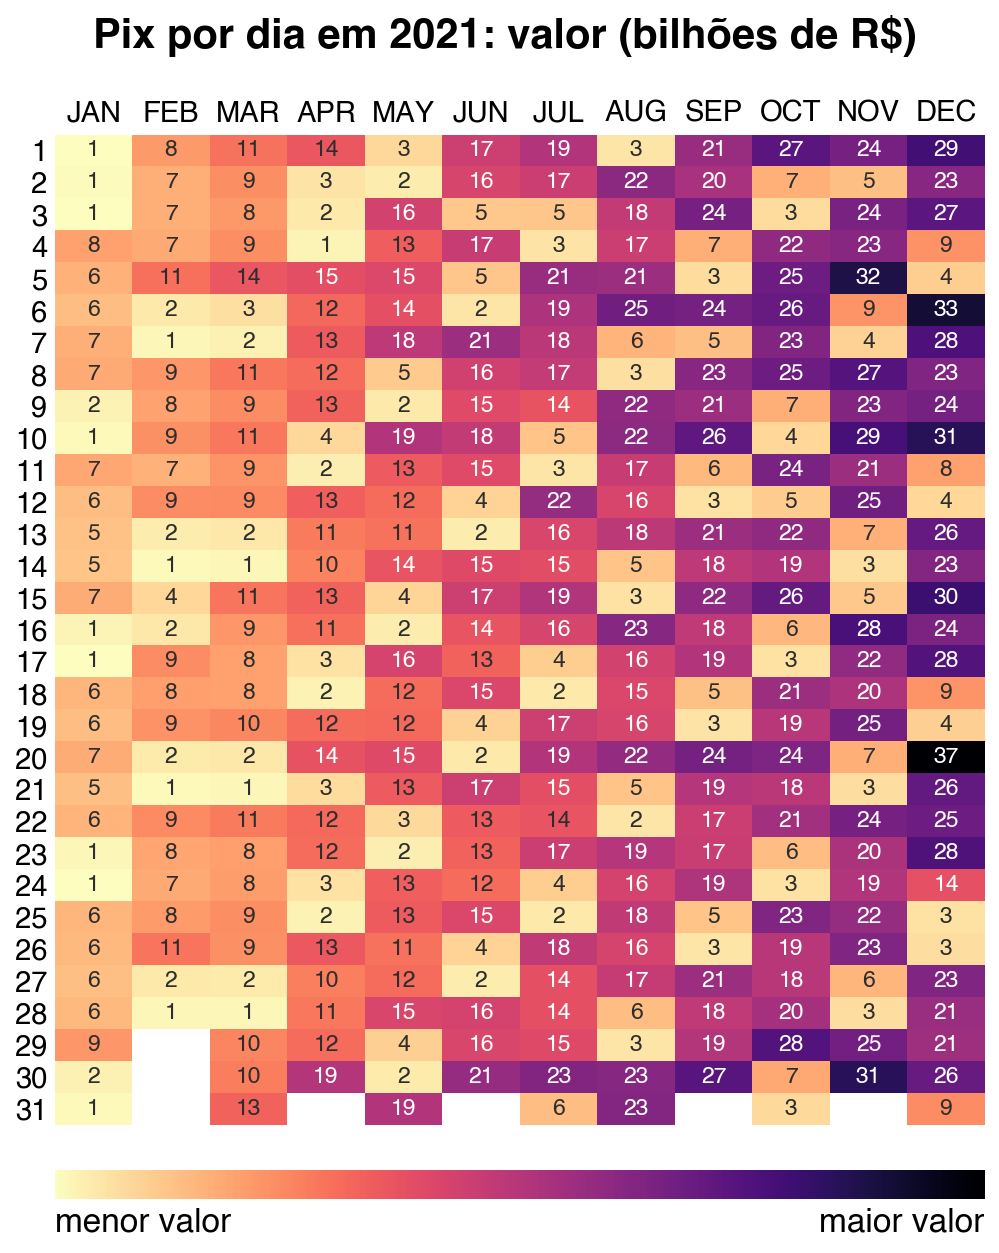 Pix por dia em 2021: valor (bilhões de R$)
JAN FEB MAR APR MAY JUN JUL AUG SEP OCT NOV DEC
1 1 8 11 14 3 17 19 3 21 27 24 29
2 1 7 9 3 2 16 17 22 20 7 5 23
3 1 7 8 2 16 5 5 18 24 3 24 27
4 8 7 9 1 13 17 3 17 7 22 23 9
5 6 11 14 15 15 5 21 21 3 25 32 4
6 6 2 3 12 14 2 19 25 24 26 9 33
7 7 1 2 13 18 21 18 6 5 23 4 28
8 7 9 11 12 5 16 17 3 23 25 27 23
9 2 8 9 13 2 15 14 22 21 7 23 24
10 1 9 11 4 19 18 5 22 26 4 29 31
11 7 7 9 2 13 15 3 17 6 24 21 8
12 6 9 9 13 12 4 22 16 3 5 25 4
13 5 2 2 11 11 2 16 18 21 22 7 26
14 5 1 1 10 14 15 15 5 18 19 3 23
15 7 4 11 13 4 17 19 3 22 26 5 30
16 1 2 9 11 2 14 16 23 18 6 28 24
17 1 9 8 3 16 13 4 16 19 3 22 28
18 6 8 8 2 12 15 2 15 5 21 20 9
19 6 9 10 12 12 4 17 16 3 19 25 4
20 7 2 2 14 15 2 19 22 24 24 7 37
21 5 1 1 3 13 17 15 5 19 18 3 26
22 6 9 11 12 3 13 14 2 17 21 24 25
23 1 8 8 12 2 13 17 19 17 6 20 28
24 1 7 8 3 13 12 4 16 19 3 19 14
25 6 8 9 2 13 15 2 18 5 23 22 3
26 6 11 9 13 11 4 18 16 3 19 23 3
27 6 2 2 10 12 2 14 17 21 18 6 23
28 6 1 1 11 15 16 14 6 18 20 3 21
29 9 10 12 4 16 15 3 19 28 25 21
30 2 10 19 2 21 23 23 27 7 31 26
31 1 13 19 6 23 3 9
menor valor maior valor